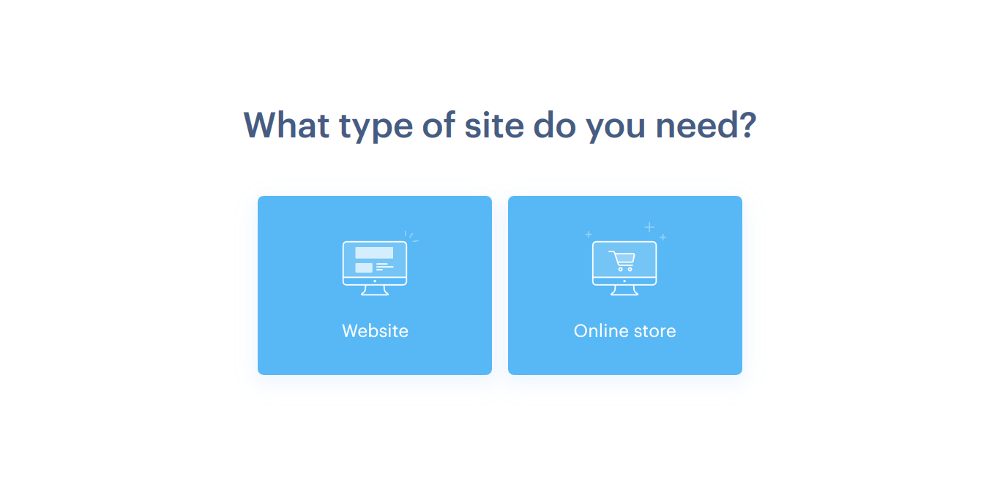 What type of site do you need?
Website
Online store